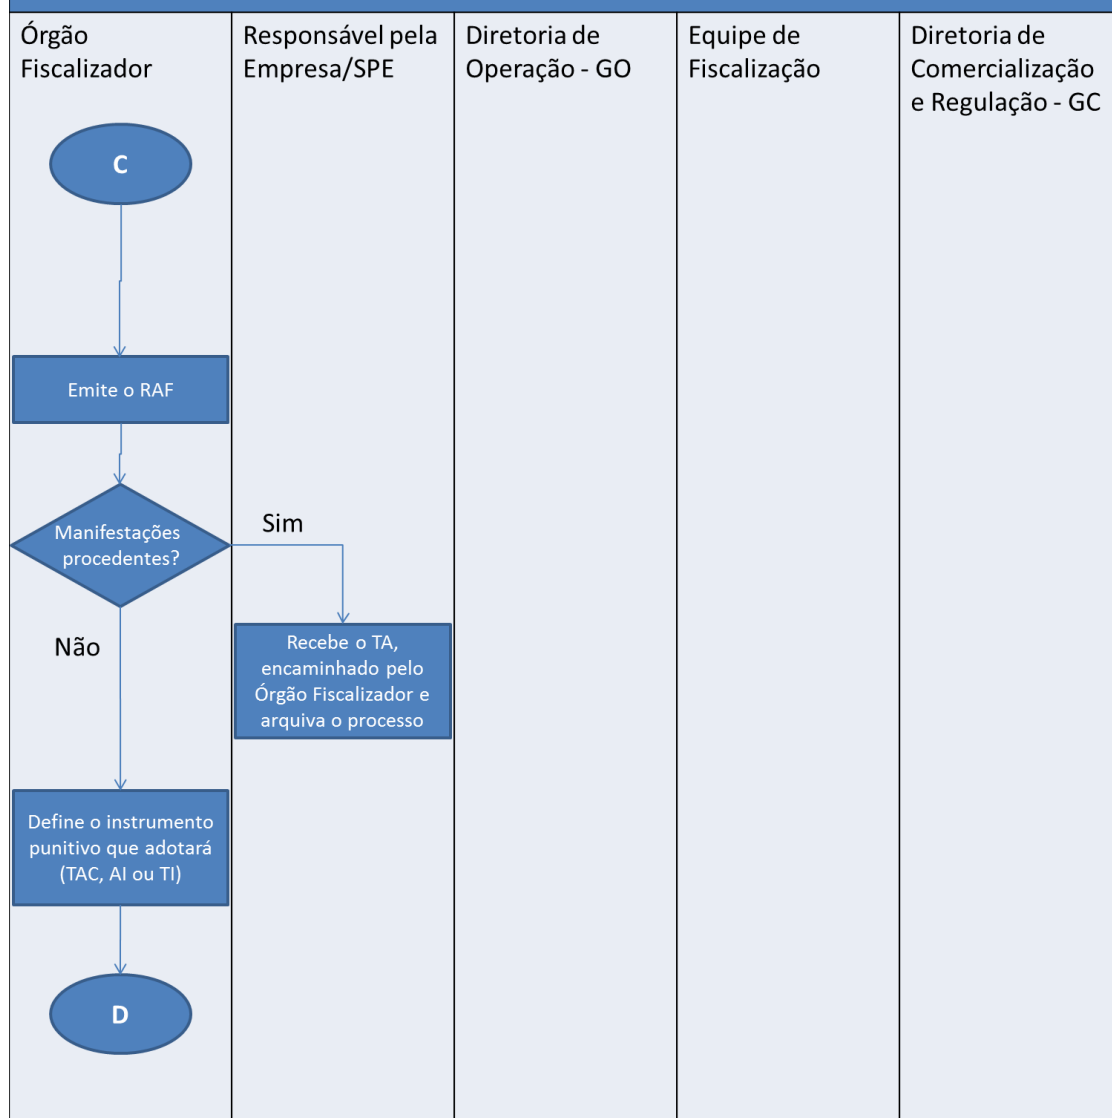 Órgão
Fiscalizador
Responsável pela
Empresa/SPE
Diretoria de
Operação - GO
Equipe de
Fiscalização
Diretoria de
Comercialização
e Regulação - GC
C
Emite o RAF
Manifestações
procedentes?
Sim
Não
Recebe o TA,
encaminhado pelo
Órgão Fiscalizador e
arquiva o processo
Define o instrumento
punitivo que adotará
(TAC, AI ou TI)
D